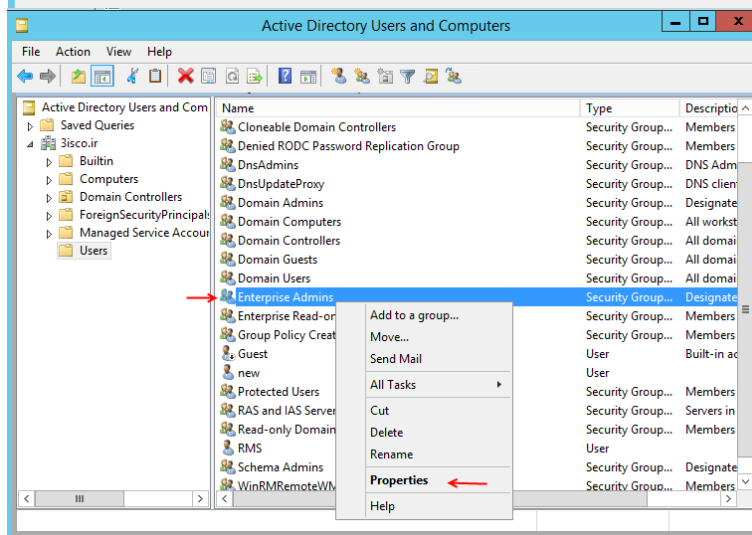 Active Directory Users and Computers
File Action View Help
Active Directory Users and Com
Saved Queries
3isco.ir
Builtin
Computers
Domain Controllers
ForeignSecurityPrincipals
Managed Service Accour
Users
Name Type Descriptio
Cloneable Domain Controllers Security Group... Members
Denied RODC Password Replication Group Security Group... Members
DnsAdmins Security Group... DNS Adm
DnsUpdateProxy Security Group... DNS clien
Domain Admins Security Group... Designate
Domain Computers Security Group... All workst
Domain Controllers Security Group... All domai
Domain Guests Security Group... All domai
Domain Users Security Group... All domai
Enterprise Admins Security Group... Designate
Enterprise Read-on Security Group... Members
Group Policy Creat Security Group... Members
Guest User Built-in ac
new User
Protected Users Security Group... Members
RAS and IAS Server Security Group... Servers in
Read-only Domain Security Group... Members
RMS User
Schema Admins Security Group... Designate
WinRMRemoteWM Security Group... Members
Add to a group...
Move...
Send Mail
All Tasks
Cut
Delete
Rename
Properties
Help